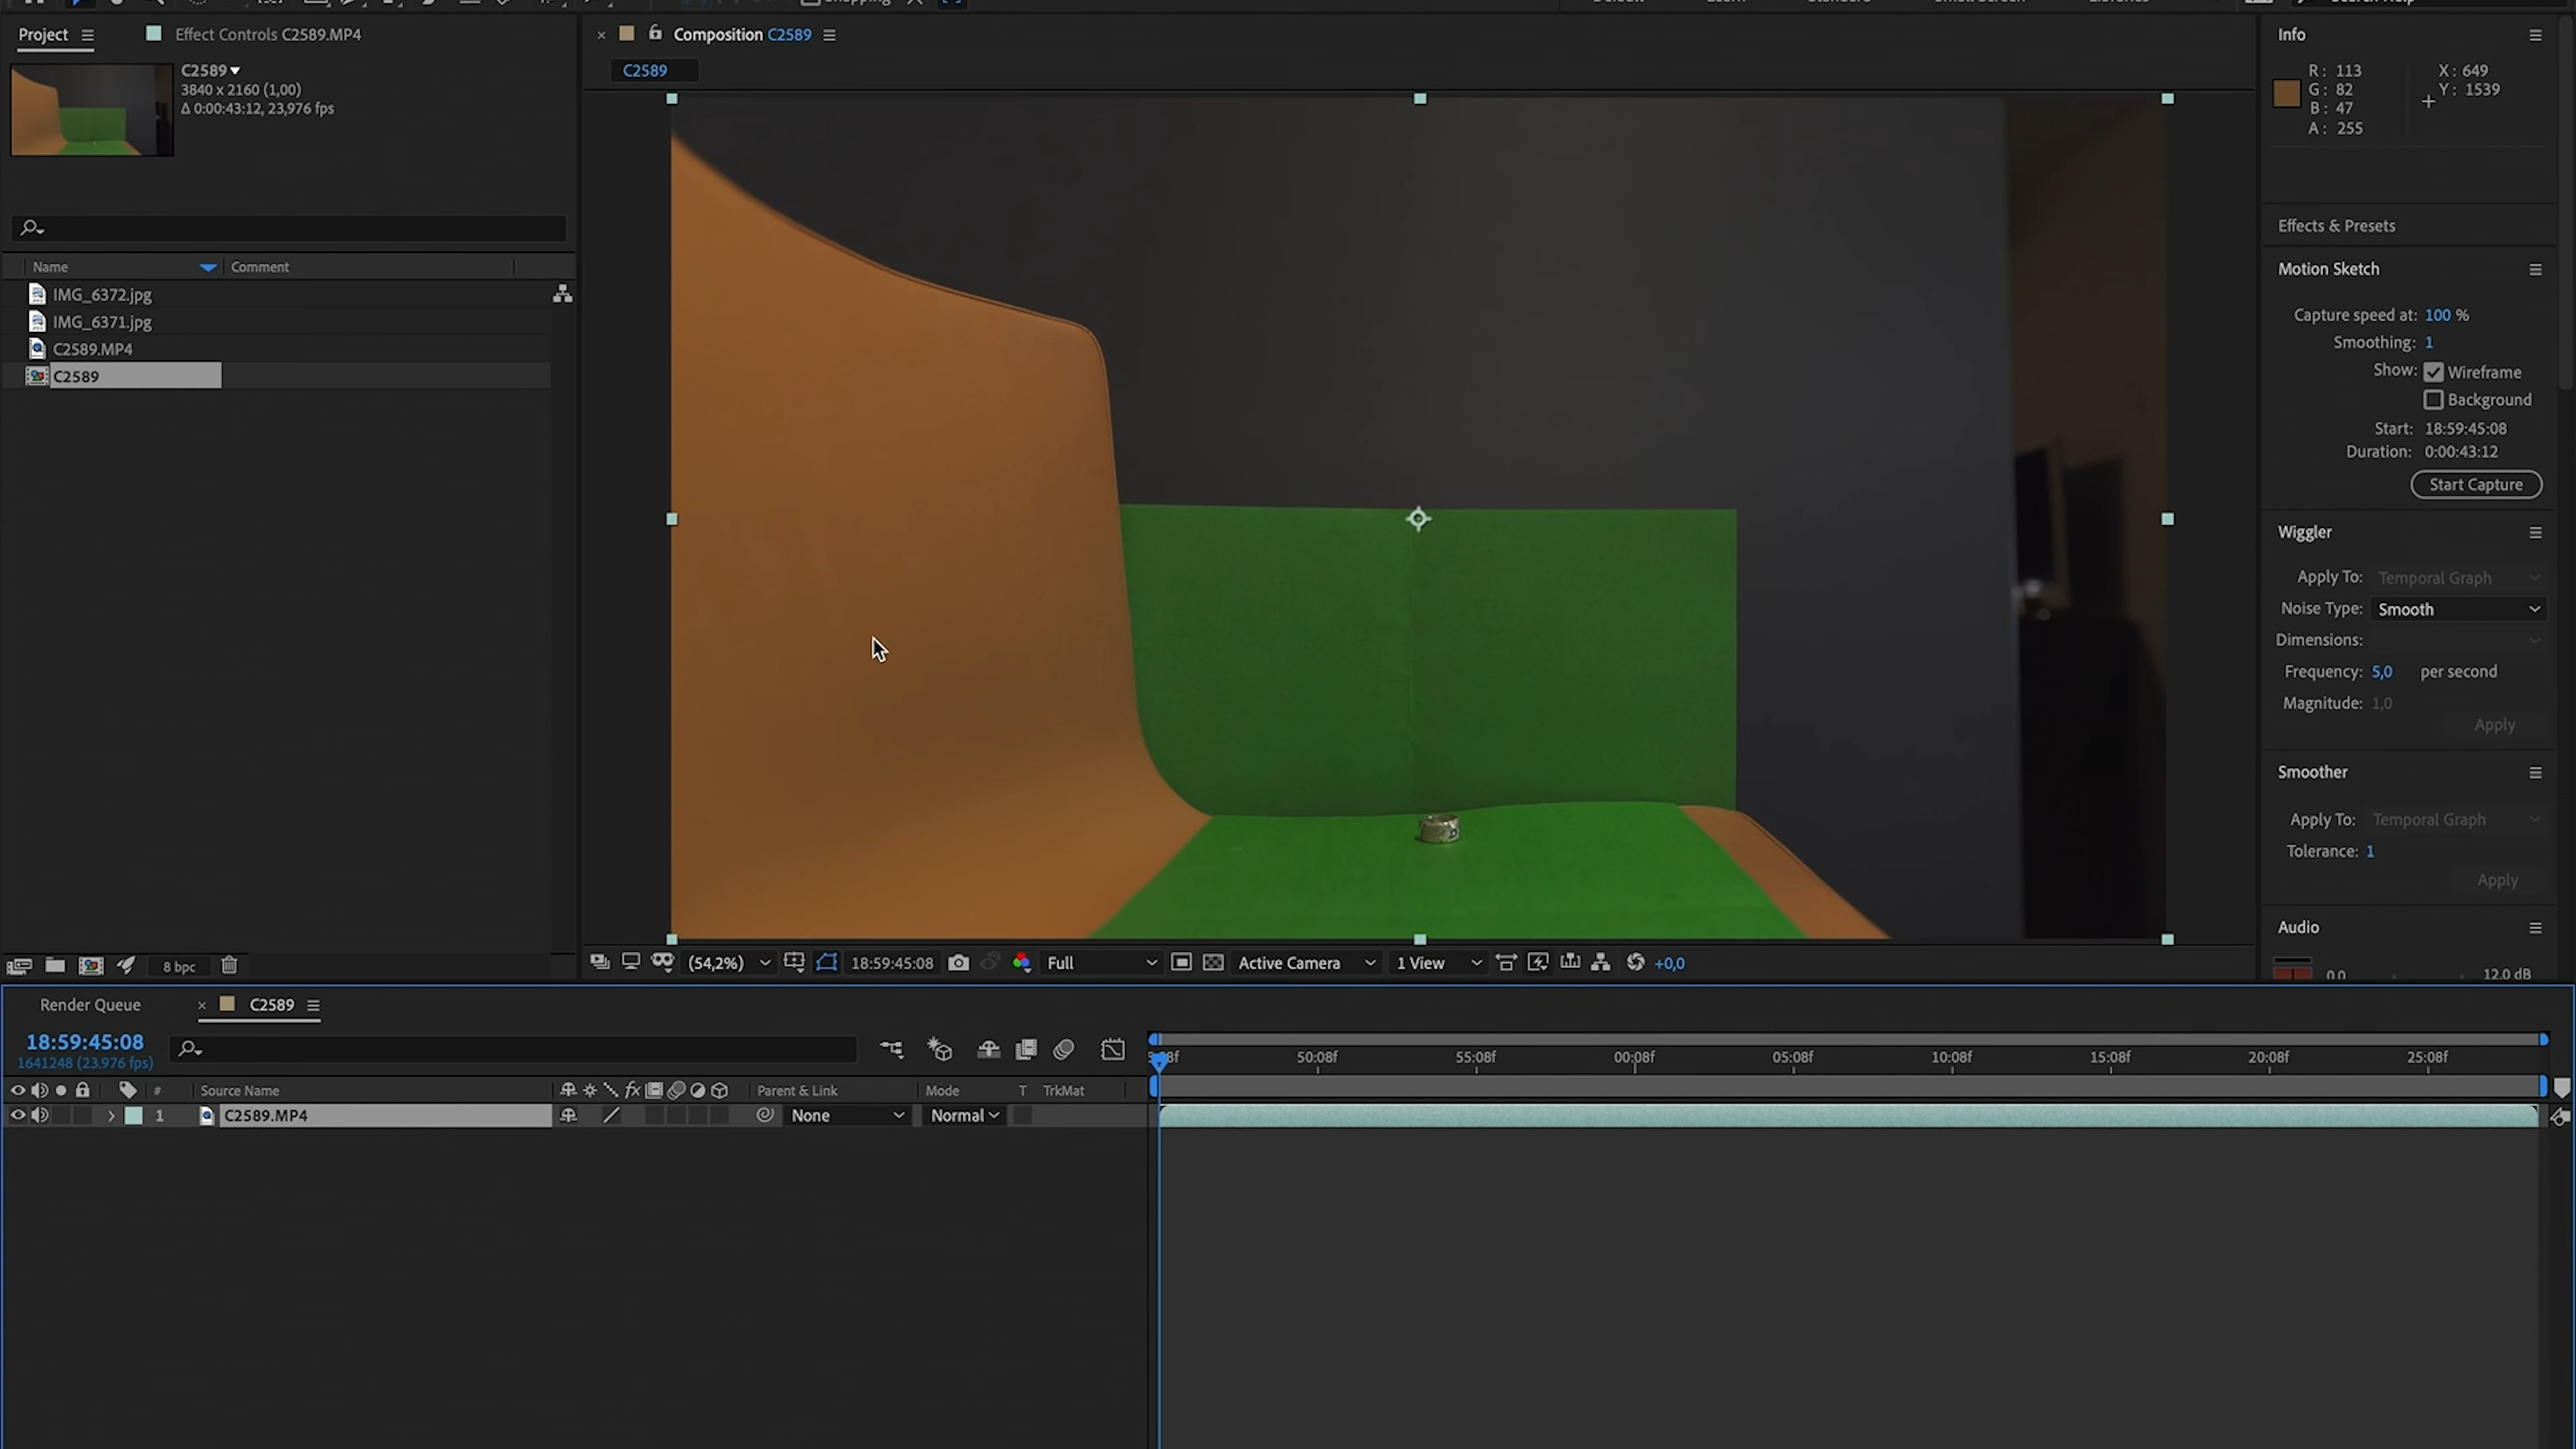 Project
Effect Controls C2589.MP4
C2589
3840 x 2160 (1,00)
Δ 0:00:43:12, 23,976 fps
Name
Comment
IMG_6372.jpg
IMG_6371.jpg
C2589.MP4
C2589
8 bpc
Composition C2589
C2589
(54,2%)
18:59:45:08
Full
Active Camera
1 View
+0,0
Info
R: 113
G: 82
B: 47
A: 255
X: 649
Y: 1539
Effects & Presets
Motion Sketch
Capture speed at: 100 %
Smoothing: 1
Show: Wireframe
Background
Start: 18:59:45:08
Duration: 0:00:43:12
Start Capture
Wiggler
Apply To: Temporal Graph
Noise Type: Smooth
Dimensions:
Frequency: 5,0 per second
Magnitude: 1,0
Apply
Smoother
Apply To: Temporal Graph
Tolerance: 1
Apply
Audio
0.0 12.0 dB
Render Queue
C2589
18:59:45:08
1641248 (23.976 fps)
50:08f 55:08f 00:08f 05:08f 10:08f 15:08f 20:08f 25:08f
# Source Name
Parent & Link
Mode
T TrkMat
1 C2589.MP4
None
Normal